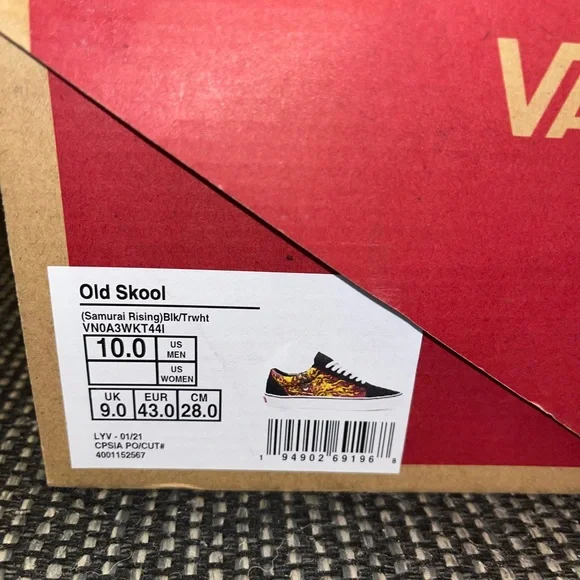 VA
Old Skool
(Samurai Rising)Blk/Trwht
VN0A3WKT44I
10.0 US MEN
US WOMEN
UK EUR CM
9.0 43.0 28.0
LYV - 01/21
CPSIA PO/CUT#
4001152567
1 94902 69196 8